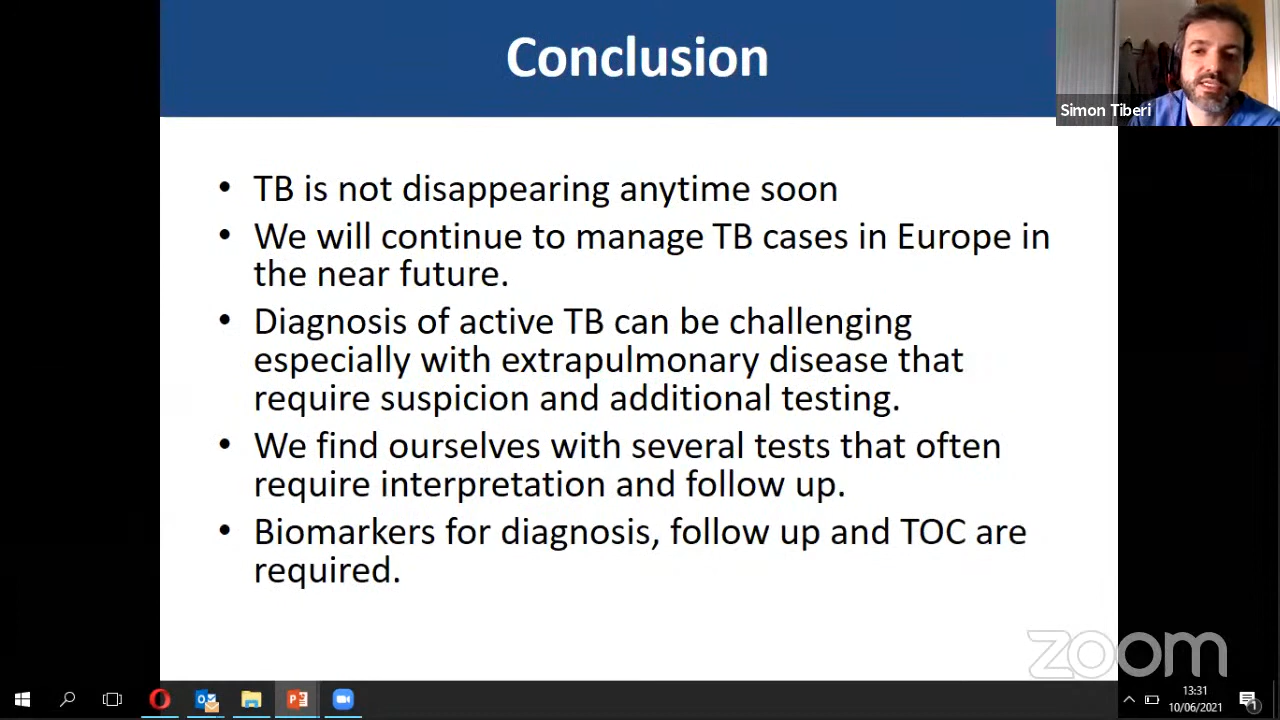 Conclusion
Simon Tiberi
• TB is not disappearing anytime soon
• We will continue to manage TB cases in Europe in
the near future.
• Diagnosis of active TB can be challenging
especially with extrapulmonary disease that
require suspicion and additional testing.
• We find ourselves with several tests that often
require interpretation and follow up.
• Biomarkers for diagnosis, follow up and TOC are
required.
zoom
13:31
10/06/2021
1